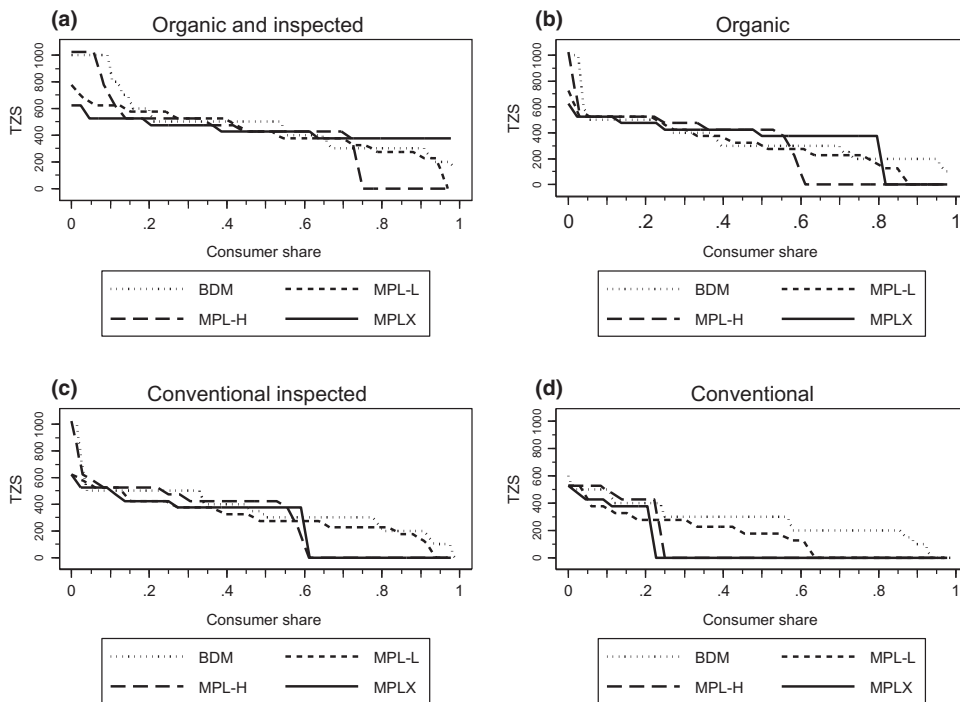 (a)
Organic and inspected
TZS
0 200 400 600 800 1000
0 .2 .4 .6 .8 1
Consumer share
BDM MPL-L
MPL-H MPLX
(b)
Organic
TZS
0 200 400 600 800 1000
0 .2 .4 .6 .8 1
Consumer share
BDM MPL-L
MPL-H MPLX
(c)
Conventional inspected
TZS
0 200 400 600 800 1000
0 .2 .4 .6 .8 1
Consumer share
BDM MPL-L
MPL-H MPLX
(d)
Conventional
TZS
0 200 400 600 800 1000
0 .2 .4 .6 .8 1
Consumer share
BDM MPL-L
MPL-H MPLX